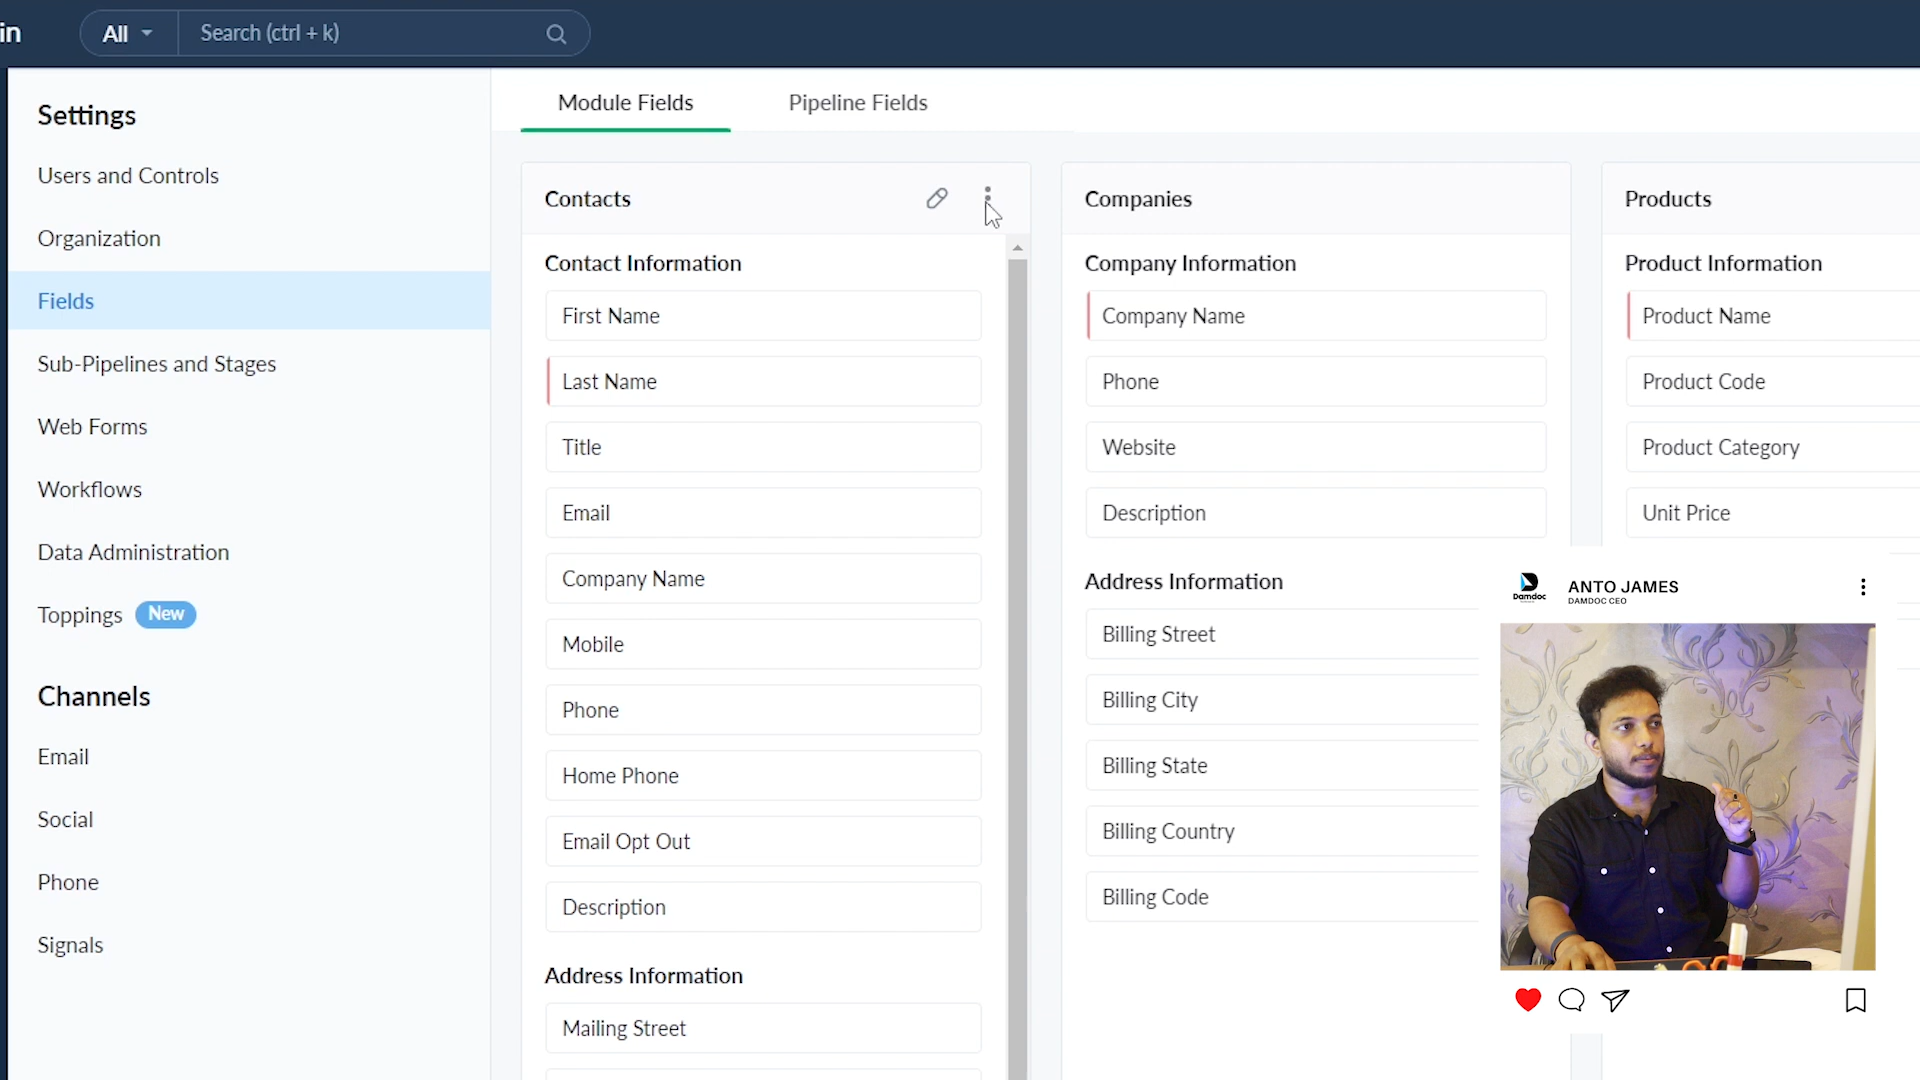 in
All
Search (ctrl + k)
Settings
Users and Controls
Organization
Fields
Sub-Pipelines and Stages
Web Forms
Workflows
Data Administration
Toppings New
Channels
Email
Social
Phone
Signals
Module Fields
Pipeline Fields
Contacts
Contact Information
First Name
Last Name
Title
Email
Company Name
Mobile
Phone
Home Phone
Email Opt Out
Description
Address Information
Mailing Street
Companies
Company Information
Company Name
Phone
Website
Description
Address Information
Billing Street
Billing City
Billing State
Billing Country
Billing Code
Products
Product Information
Product Name
Product Code
Product Category
Unit Price
Damdoc
ANTO JAMES
DAMDOC CEO